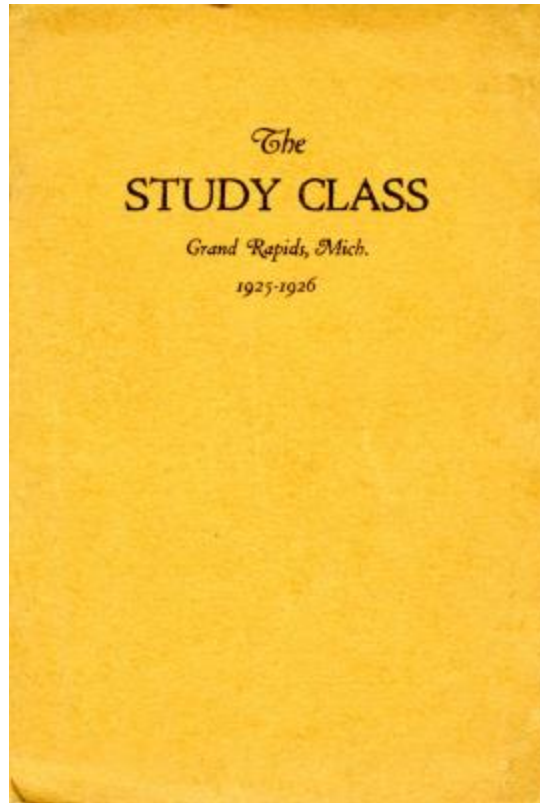 The
STUDY CLASS
Grand Rapids, Mich.
1925-1926